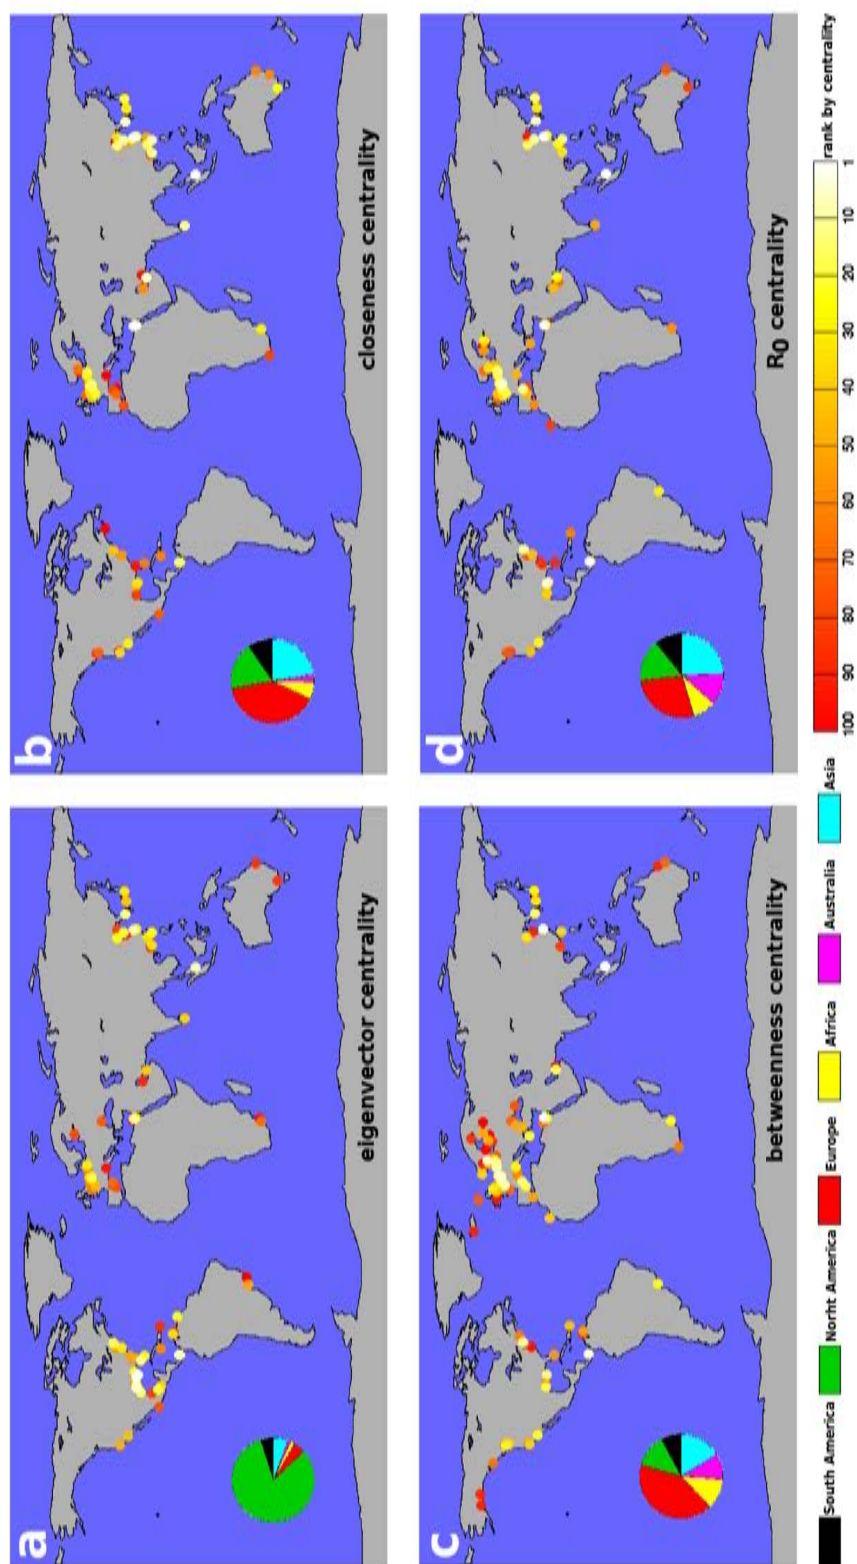 a
eigenvector centrality
b
closeness centrality
c
betweenness centrality
d
R0 centrality
South America
Norht America
Europe
Africa
Australia
Asia
100 90 80 70 60 50 40 30 20 10 1
rank by centrality